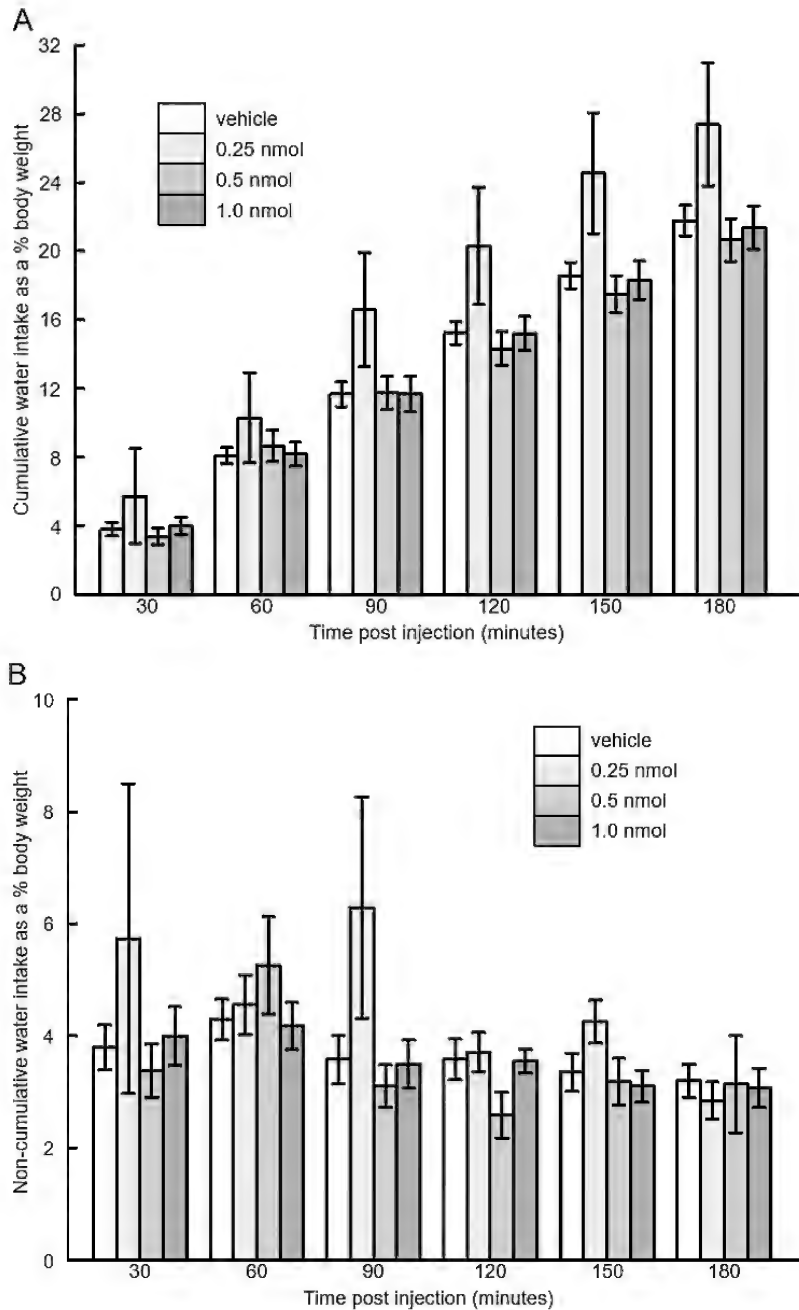 A
Cumulative water intake as a % body weight
32
28
24
20
16
12
8
4
0
vehicle
0.25 nmol
0.5 nmol
1.0 nmol
30 60 90 120 150 180
Time post injection (minutes)
B
Non-cumulative water intake as a % body weight
10
8
6
4
2
0
vehicle
0.25 nmol
0.5 nmol
1.0 nmol
30 60 90 120 150 180
Time post injection (minutes)